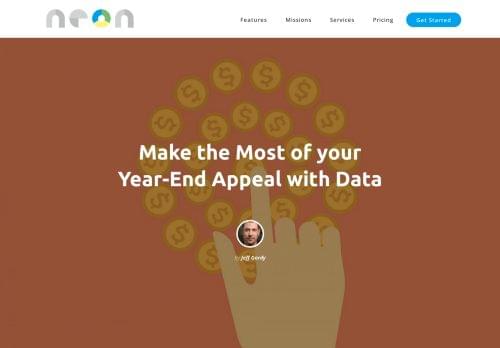 neon
Features Missions Services Pricing Get Started
Make the Most of your
Year-End Appeal with Data
by Jeff Gordy